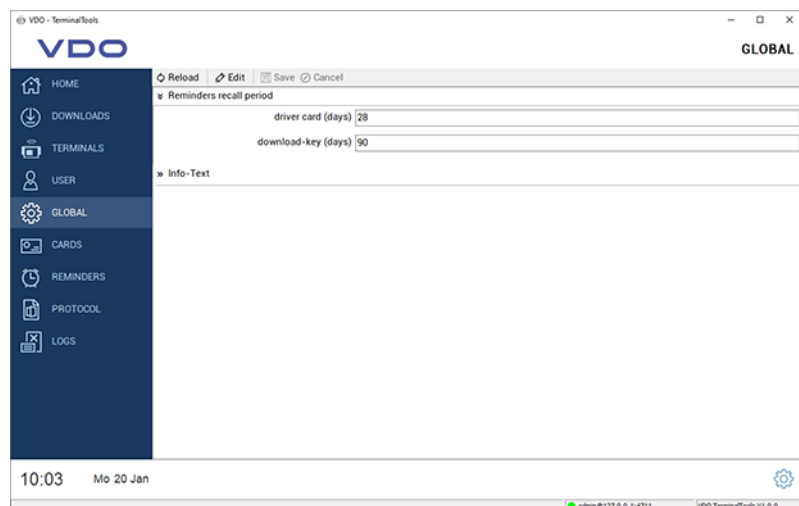 VDO - TerminalTools
VDO
GLOBAL
HOME
DOWNLOADS
TERMINALS
USER
GLOBAL
CARDS
REMINDERS
PROTOCOL
LOGS
Reload Edit Save Cancel
Reminders recall period
driver card (days) 28
download-key (days) 90
Info-Text
10:03 Mo 20 Jan